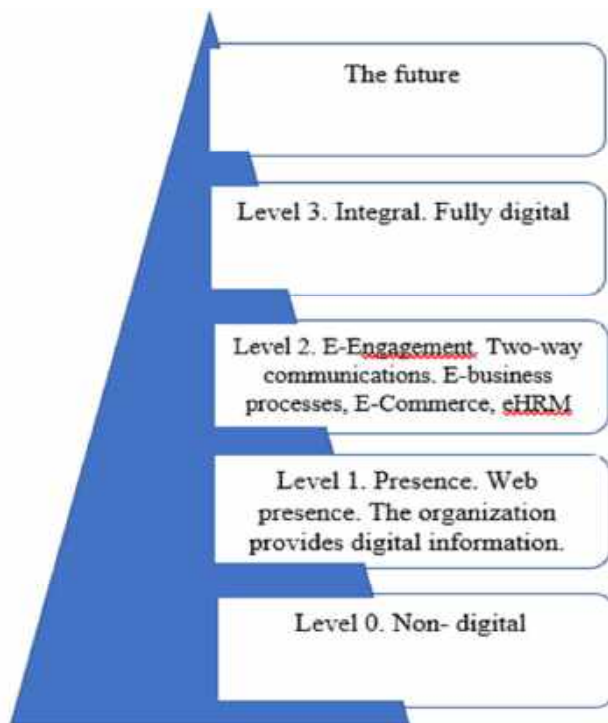 The future
Level 3. Integral. Fully digital
Level 2. E-Engagement. Two-way
communications. E-business
processes, E-Commerce, eHRM
Level 1. Presence. Web
presence. The organization
provides digital information.
Level 0. Non- digital